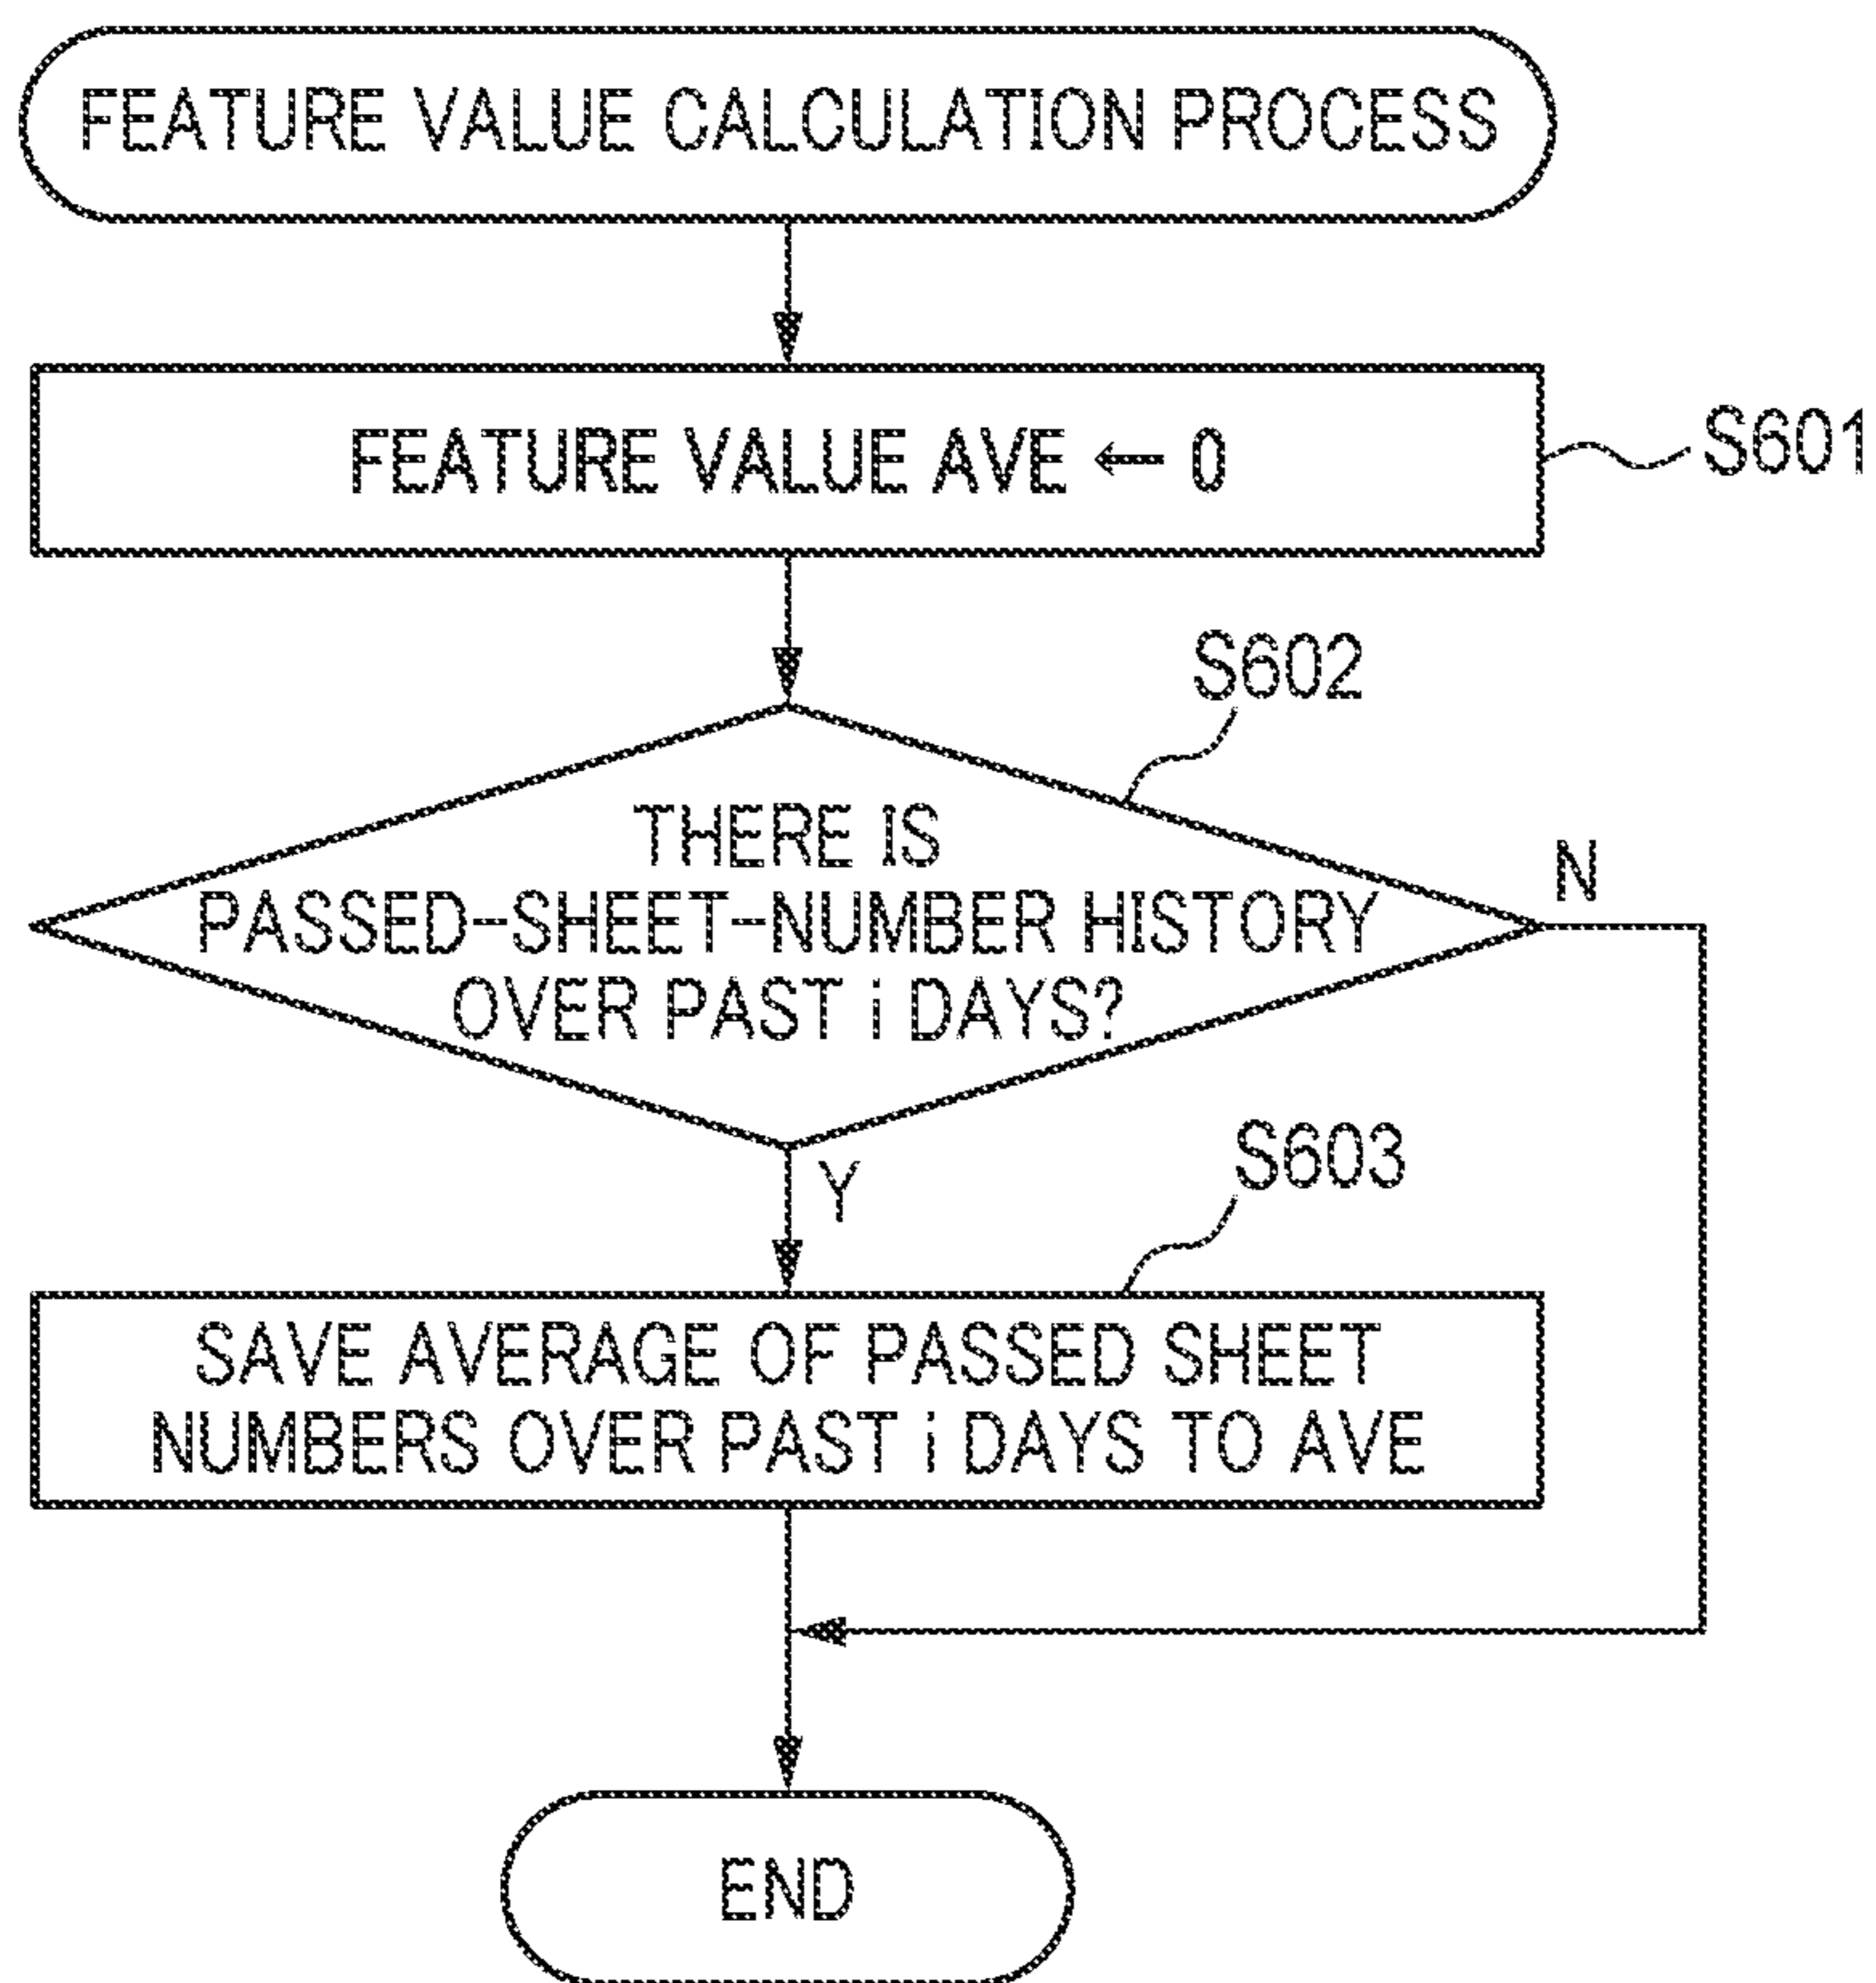 FEATURE VALUE CALCULATION PROCESS
FEATURE VALUE AVE ← 0
S601
S602
THERE IS
PASSED-SHEET-NUMBER HISTORY
OVER PAST i DAYS?
N
Y
S603
SAVE AVERAGE OF PASSED SHEET
NUMBERS OVER PAST i DAYS TO AVE
END